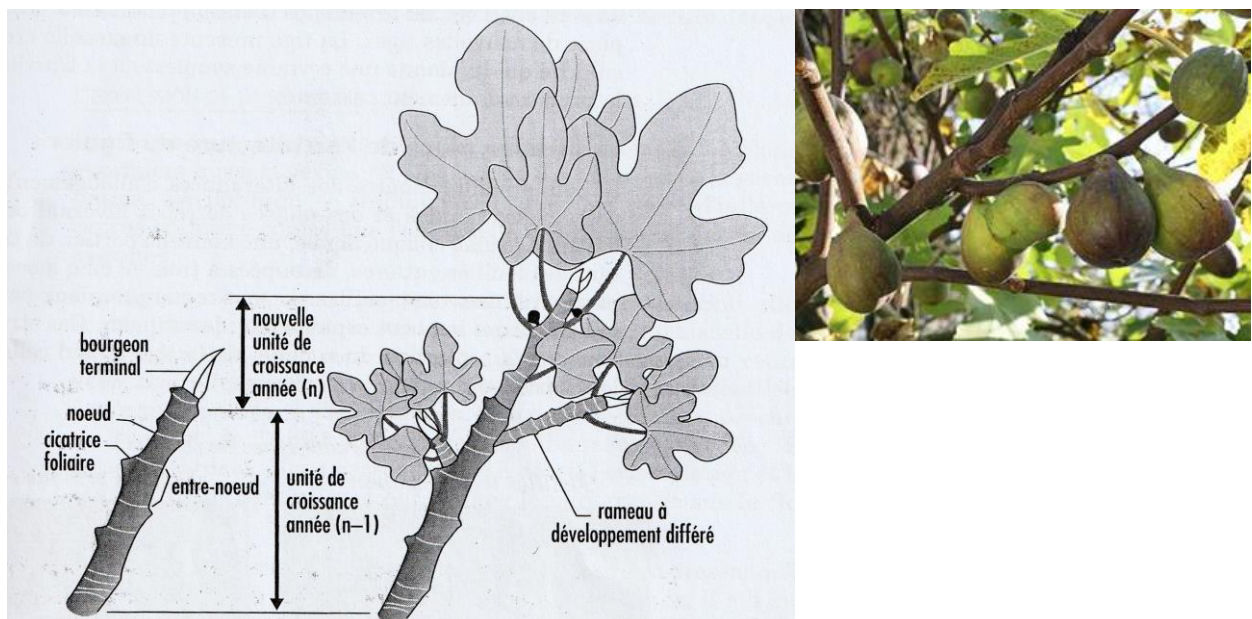 bourgeon
terminal
noeud
cicatrice
foliaire
entre-noeud
nouvelle
unité de
croissance
année (n)
unité de
croissance
année (n–1)
rameau à
développement différé